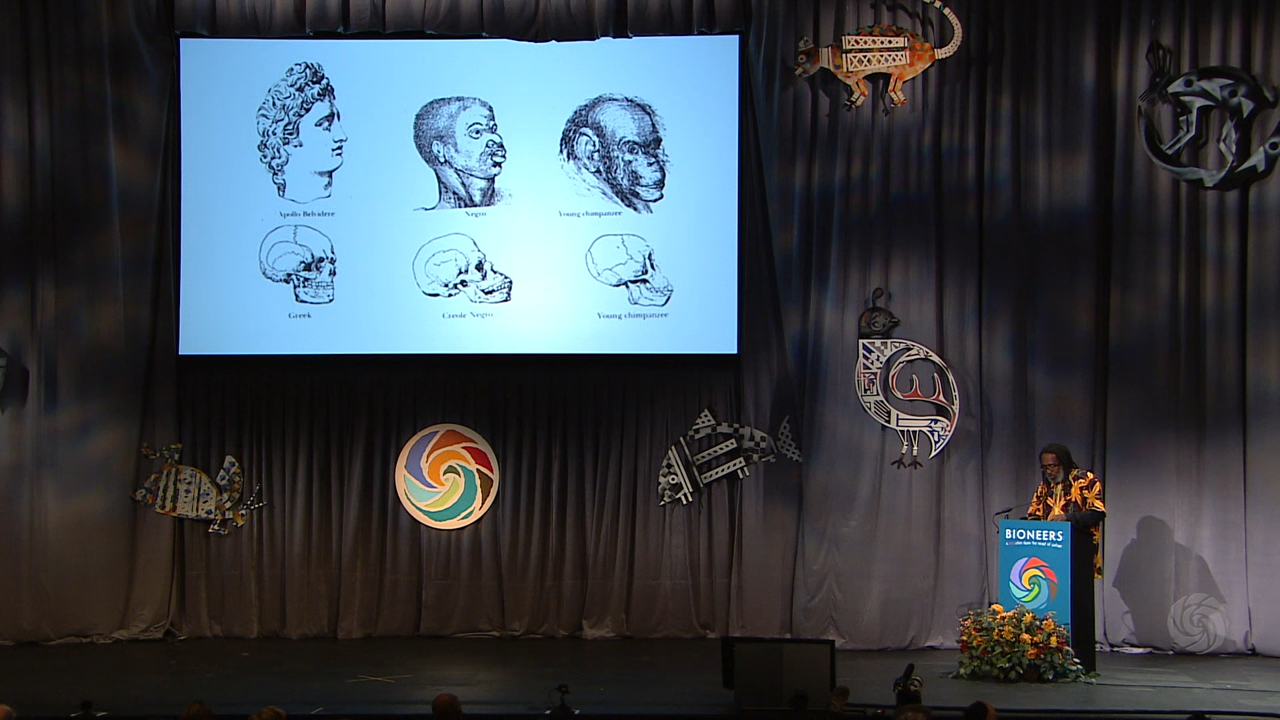 Apollo Belvidere
Negro
Young chimpanzee
Greek
Creole Negro
Young chimpanzee
BIONEERS